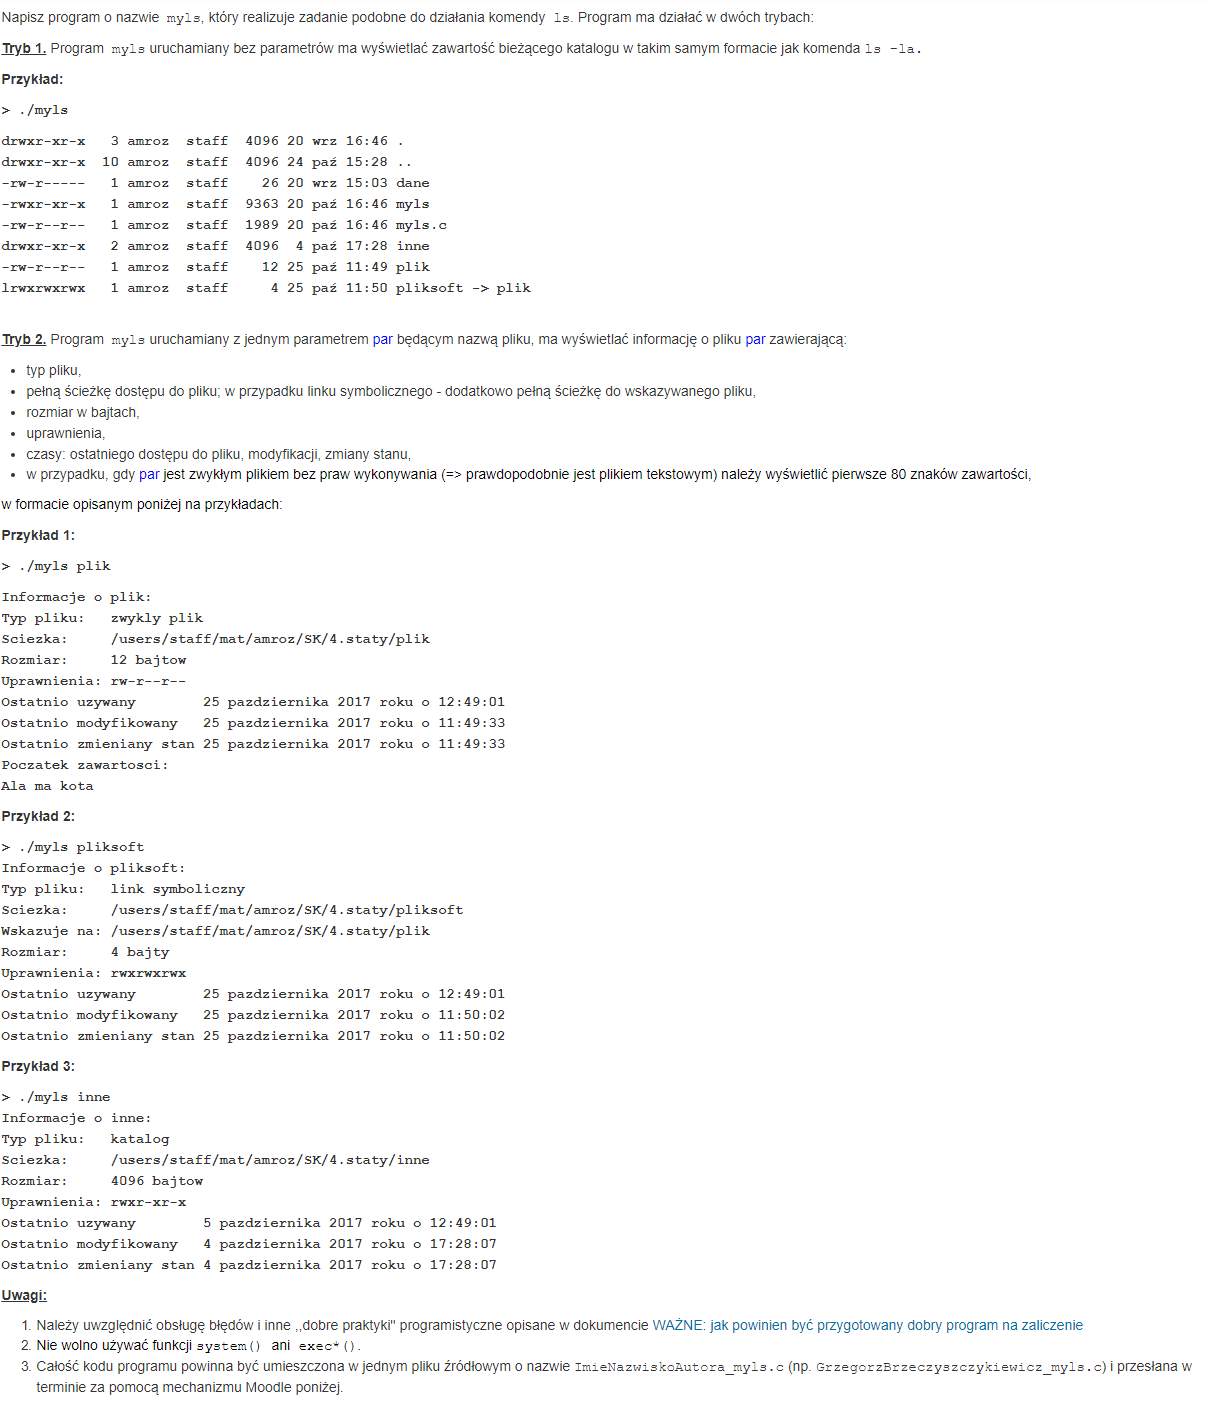 Napisz program o nazwie myls, który realizuje zadanie podobne do działania komendy ls. Program ma działać w dwóch trybach:
Tryb 1. Program myls uruchamiany bez parametrów ma wyświetlać zawartość bieżącego katalogu w takim samym formacie jak komenda ls -la.
Przykład:
> ./myls
drwxr-xr-x   3 amroz  staff  4096 20 wrz 16:46 .
drwxr-xr-x  10 amroz  staff  4096 24 paź 15:28 ..
-rw-r-----   1 amroz  staff    26 20 wrz 15:03 dane
-rwxr-xr-x   1 amroz  staff  9363 20 paź 16:46 myls
-rw-r--r--   1 amroz  staff  1989 20 paź 16:46 myls.c
drwxr-xr-x   2 amroz  staff  4096  4 paź 17:28 inne
-rw-r--r--   1 amroz  staff    12 25 paź 11:49 plik
lrwxrwxrwx   1 amroz  staff     4 25 paź 11:50 pliksoft -> plik
Tryb 2. Program myls uruchamiany z jednym parametrem par będącym nazwą pliku, ma wyświetlać informację o pliku par zawierającą:
• typ pliku,
• pełną ścieżkę dostępu do pliku; w przypadku linku symbolicznego - dodatkowo pełną ścieżkę do wskazywanego pliku,
• rozmiar w bajtach,
• uprawnienia,
• czasy: ostatniego dostępu do pliku, modyfikacji, zmiany stanu,
• w przypadku, gdy par jest zwykłym plikiem bez praw wykonywania (=> prawdopodobnie jest plikiem tekstowym) należy wyświetlić pierwsze 80 znaków zawartości,
w formacie opisanym poniżej na przykładach:
Przykład 1:
> ./myls plik
Informacje o plik:
Typ pliku:   zwykly plik
Sciezka:     /users/staff/mat/amroz/SK/4.staty/plik
Rozmiar:     12 bajtow
Uprawnienia: rw-r--r--
Ostatnio uzywany        25 pazdziernika 2017 roku o 12:49:01
Ostatnio modyfikowany   25 pazdziernika 2017 roku o 11:49:33
Ostatnio zmieniany stan 25 pazdziernika 2017 roku o 11:49:33
Poczatek zawartosci:
Ala ma kota
Przykład 2:
> ./myls pliksoft
Informacje o pliksoft:
Typ pliku:   link symboliczny
Sciezka:     /users/staff/mat/amroz/SK/4.staty/pliksoft
Wskazuje na: /users/staff/mat/amroz/SK/4.staty/plik
Rozmiar:     4 bajty
Uprawnienia: rwxrwxrwx
Ostatnio uzywany        25 pazdziernika 2017 roku o 12:49:01
Ostatnio modyfikowany   25 pazdziernika 2017 roku o 11:50:02
Ostatnio zmieniany stan 25 pazdziernika 2017 roku o 11:50:02
Przykład 3:
> ./myls inne
Informacje o inne:
Typ pliku:   katalog
Sciezka:     /users/staff/mat/amroz/SK/4.staty/inne
Rozmiar:     4096 bajtow
Uprawnienia: rwxr-xr-x
Ostatnio uzywany        5 pazdziernika 2017 roku o 12:49:01
Ostatnio modyfikowany   4 pazdziernika 2017 roku o 17:28:07
Ostatnio zmieniany stan 4 pazdziernika 2017 roku o 17:28:07
Uwagi:
1. Należy uwzględnić obsługę błędów i inne ,,dobre praktyki" programistyczne opisane w dokumencie WAŻNE: jak powinien być przygotowany dobry program na zaliczenie
2. Nie wolno używać funkcji system() ani exec*().
3. Całość kodu programu powinna być umieszczona w jednym pliku źródłowym o nazwie ImieNazwiskoAutora_myls.c (np. GrzegorzBrzeczyszczykiewicz_myls.c) i przesłana w
terminie za pomocą mechanizmu Moodle poniżej.